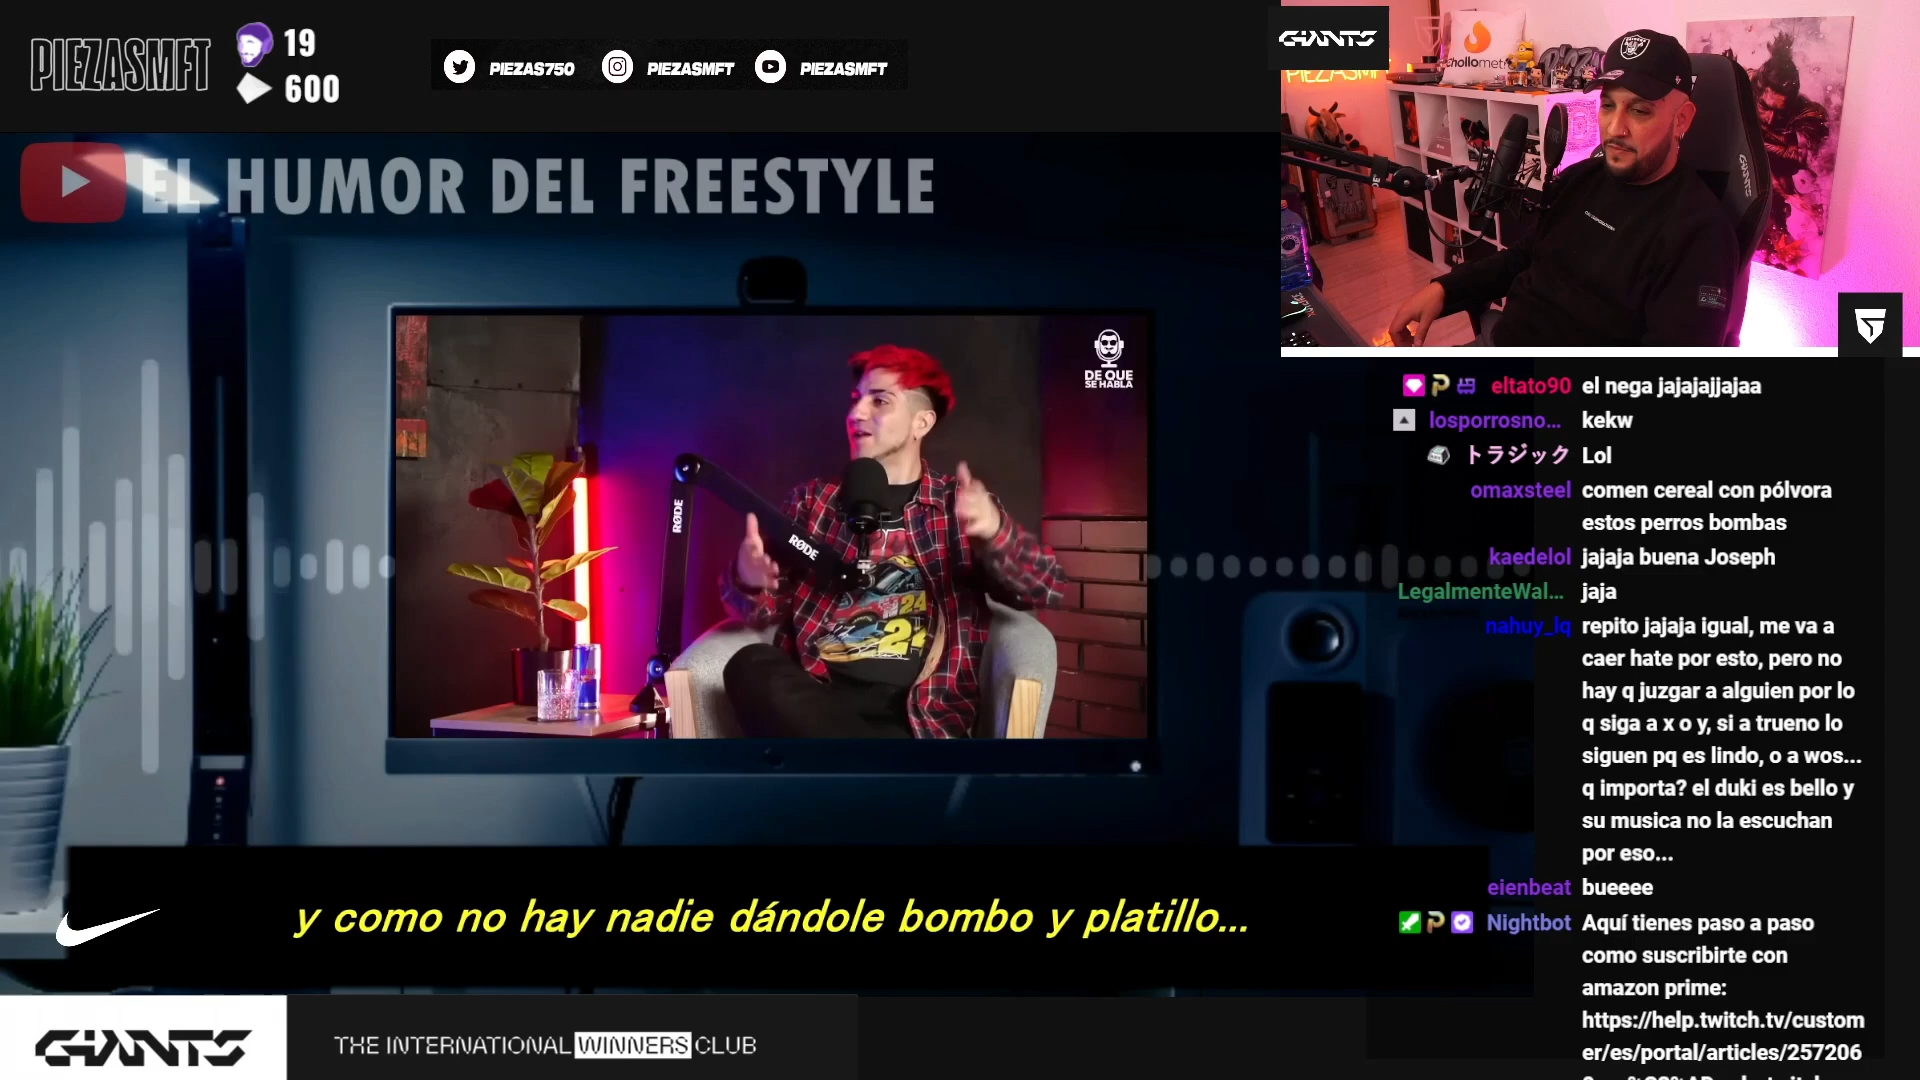 PIEZASMFT
19
600
PIEZAS750
PIEZASMFT
PIEZASMFT
GIANTS
EL HUMOR DEL FREESTYLE
DE QUE
SE HABLA
RØDE
RØDE
24
eltato90 el nega jajajajjajaa
losporrosno... kekw
トラジック Lol
omaxsteel comen cereal con pólvora
estos perros bombas
kaedelol jajaja buena Joseph
LegalmenteWal... jaja
nahuy_lq repito jajaja igual, me va a
caer hate por esto, pero no
hay q juzgar a alguien por lo
q siga a x o y, si a trueno lo
siguen pq es lindo, o a wos...
q importa? el duki es bello y
su musica no la escuchan
por eso...
eienbeat bueeee
Nightbot Aquí tienes paso a paso
como suscribirte con
amazon prime:
https://help.twitch.tv/custom
er/es/portal/articles/257206
y como no hay nadie dándole bombo y platillo...
GIANTS
THE INTERNATIONAL WINNERS CLUB